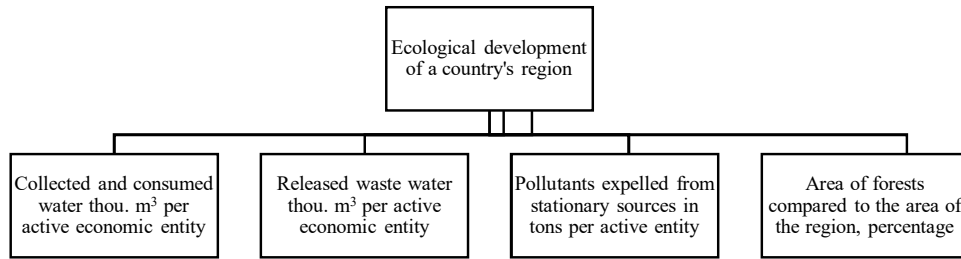 Ecological development
of a country's region
Collected and consumed
water thou. m³ per
active economic entity
Released waste water
thou. m³ per active
economic entity
Pollutants expelled from
stationary sources in
tons per active entity
Area of forests
compared to the area of
the region, percentage